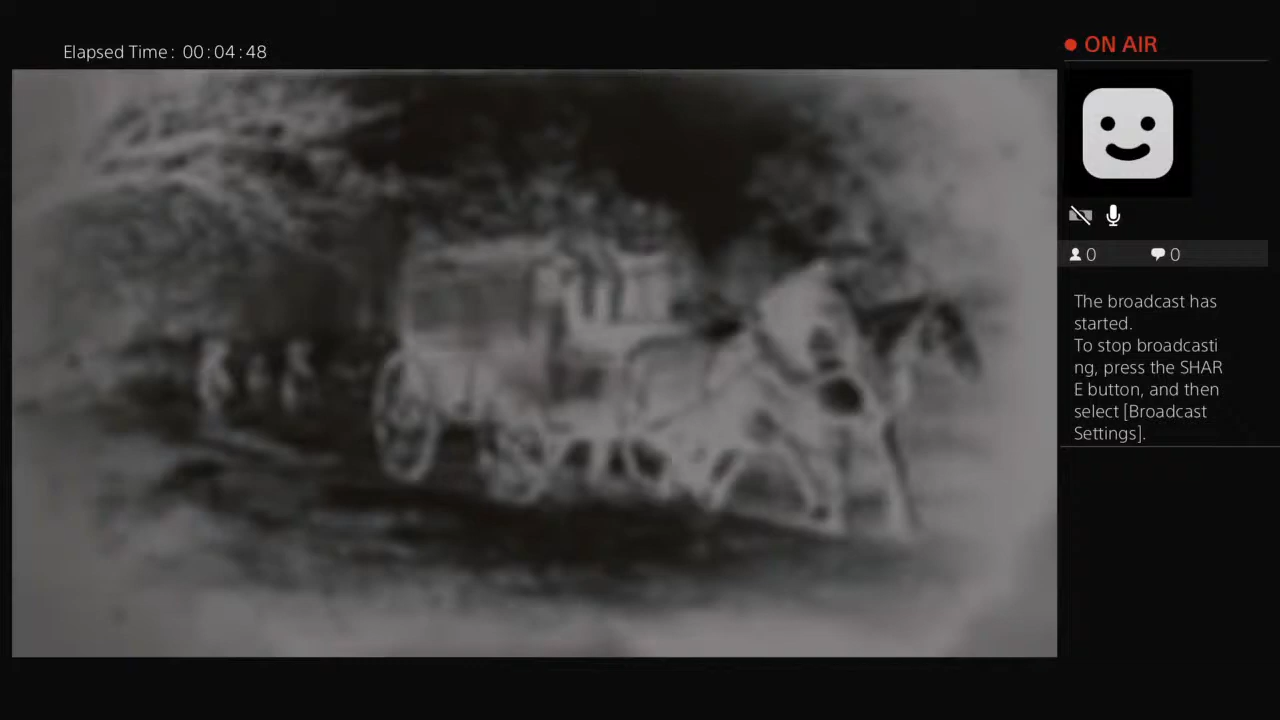 Elapsed Time: 00:04:48
ON AIR
0
0
The broadcast has
started.
To stop broadcasti
ng, press the SHAR
E button, and then
select [Broadcast
Settings].